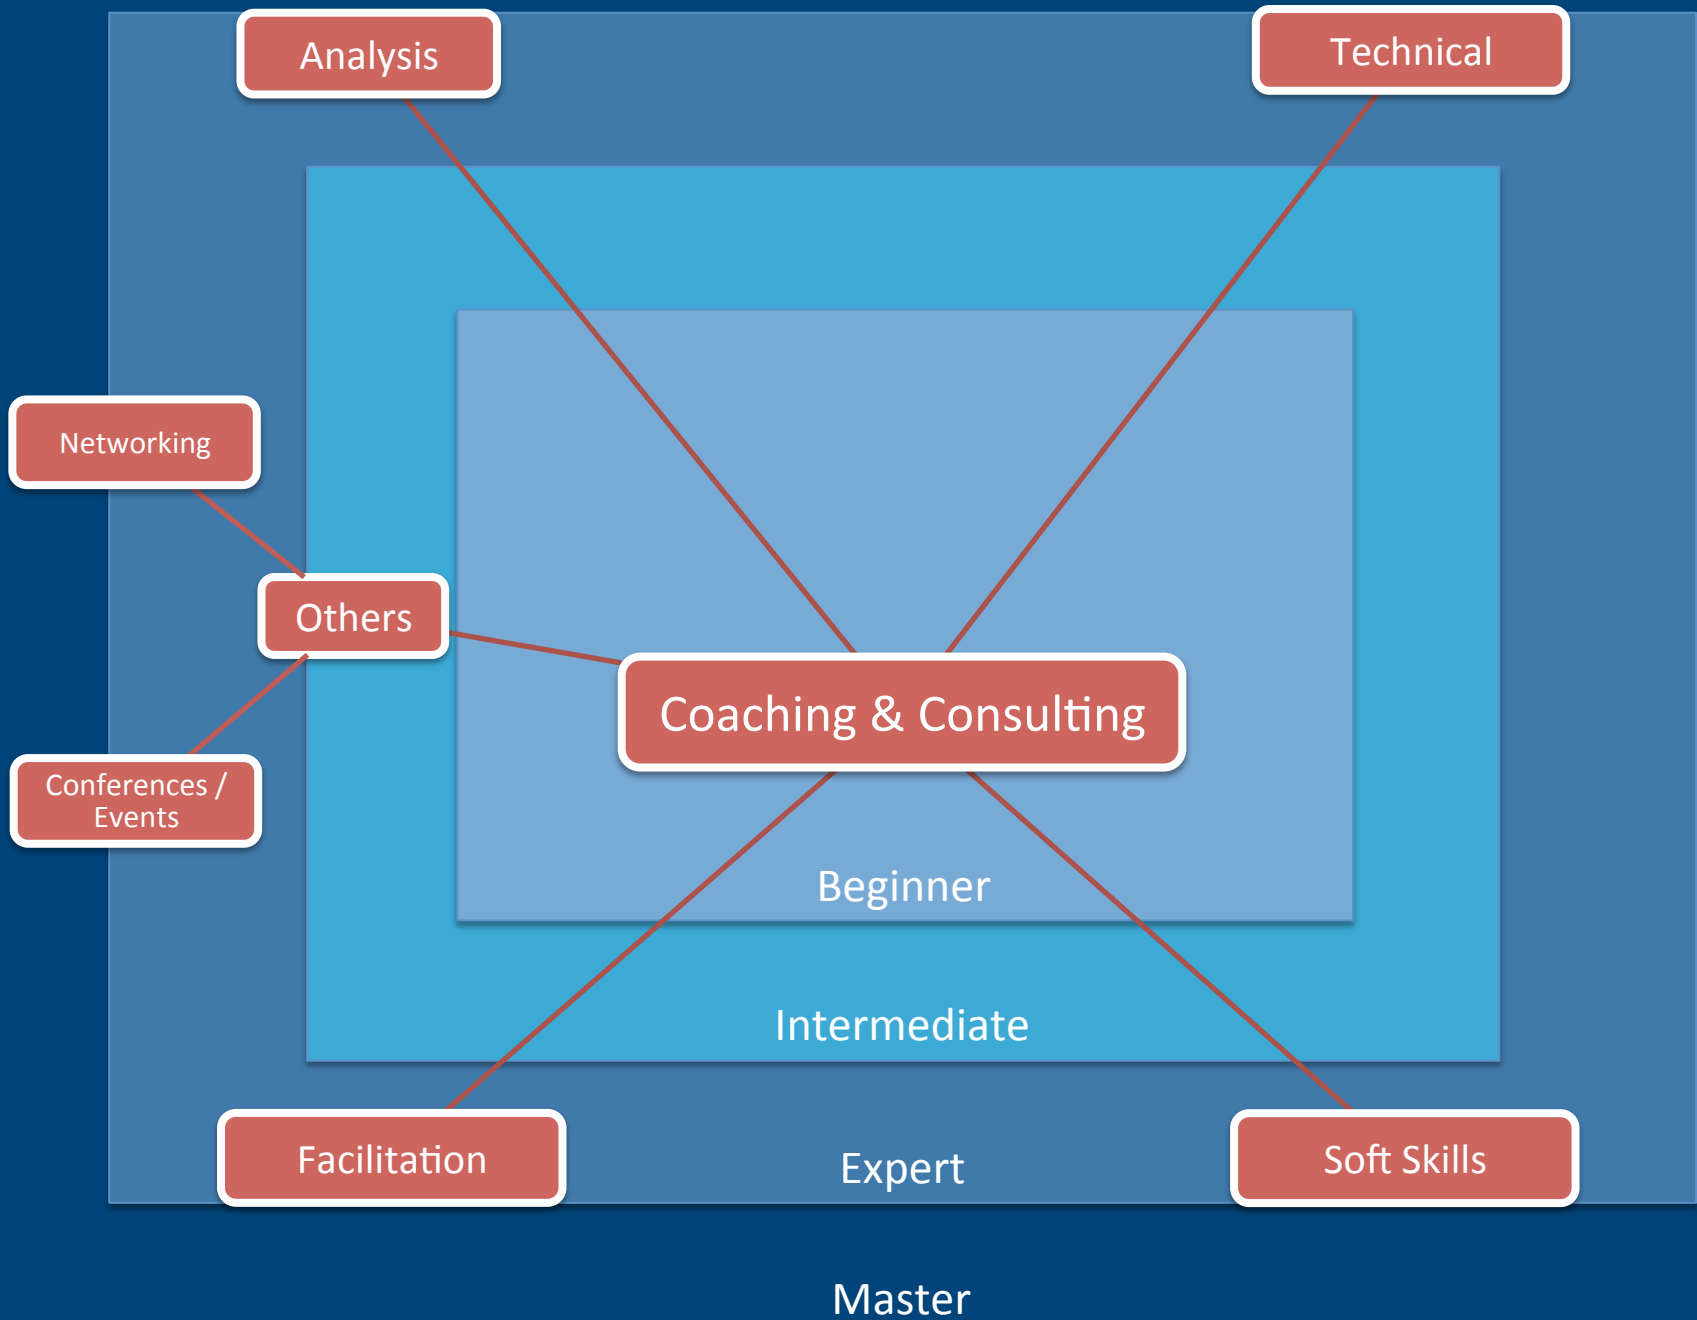 Analysis
Technical
Networking
Others
Coaching & Consulting
Conferences /
Events
Beginner
Intermediate
Facilitation
Expert
Soft Skills
Master